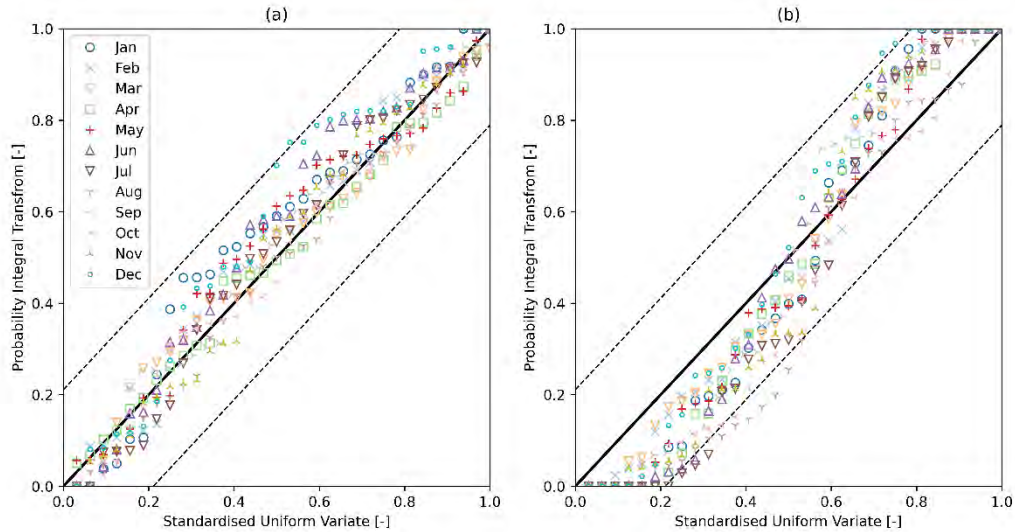 (a)
Probability Integral Transfrom [-]
1.0
0.8
0.6
0.4
0.2
0.0
Jan
Feb
Mar
Apr
May
Jun
Jul
Aug
Sep
Oct
Nov
Dec
0.0 0.2 0.4 0.6 0.8 1.0
Standardised Uniform Variate [-]
(b)
Probability Integral Transfrom [-]
1.0
0.8
0.6
0.4
0.2
0.0
0.0 0.2 0.4 0.6 0.8 1.0
Standardised Uniform Variate [-]